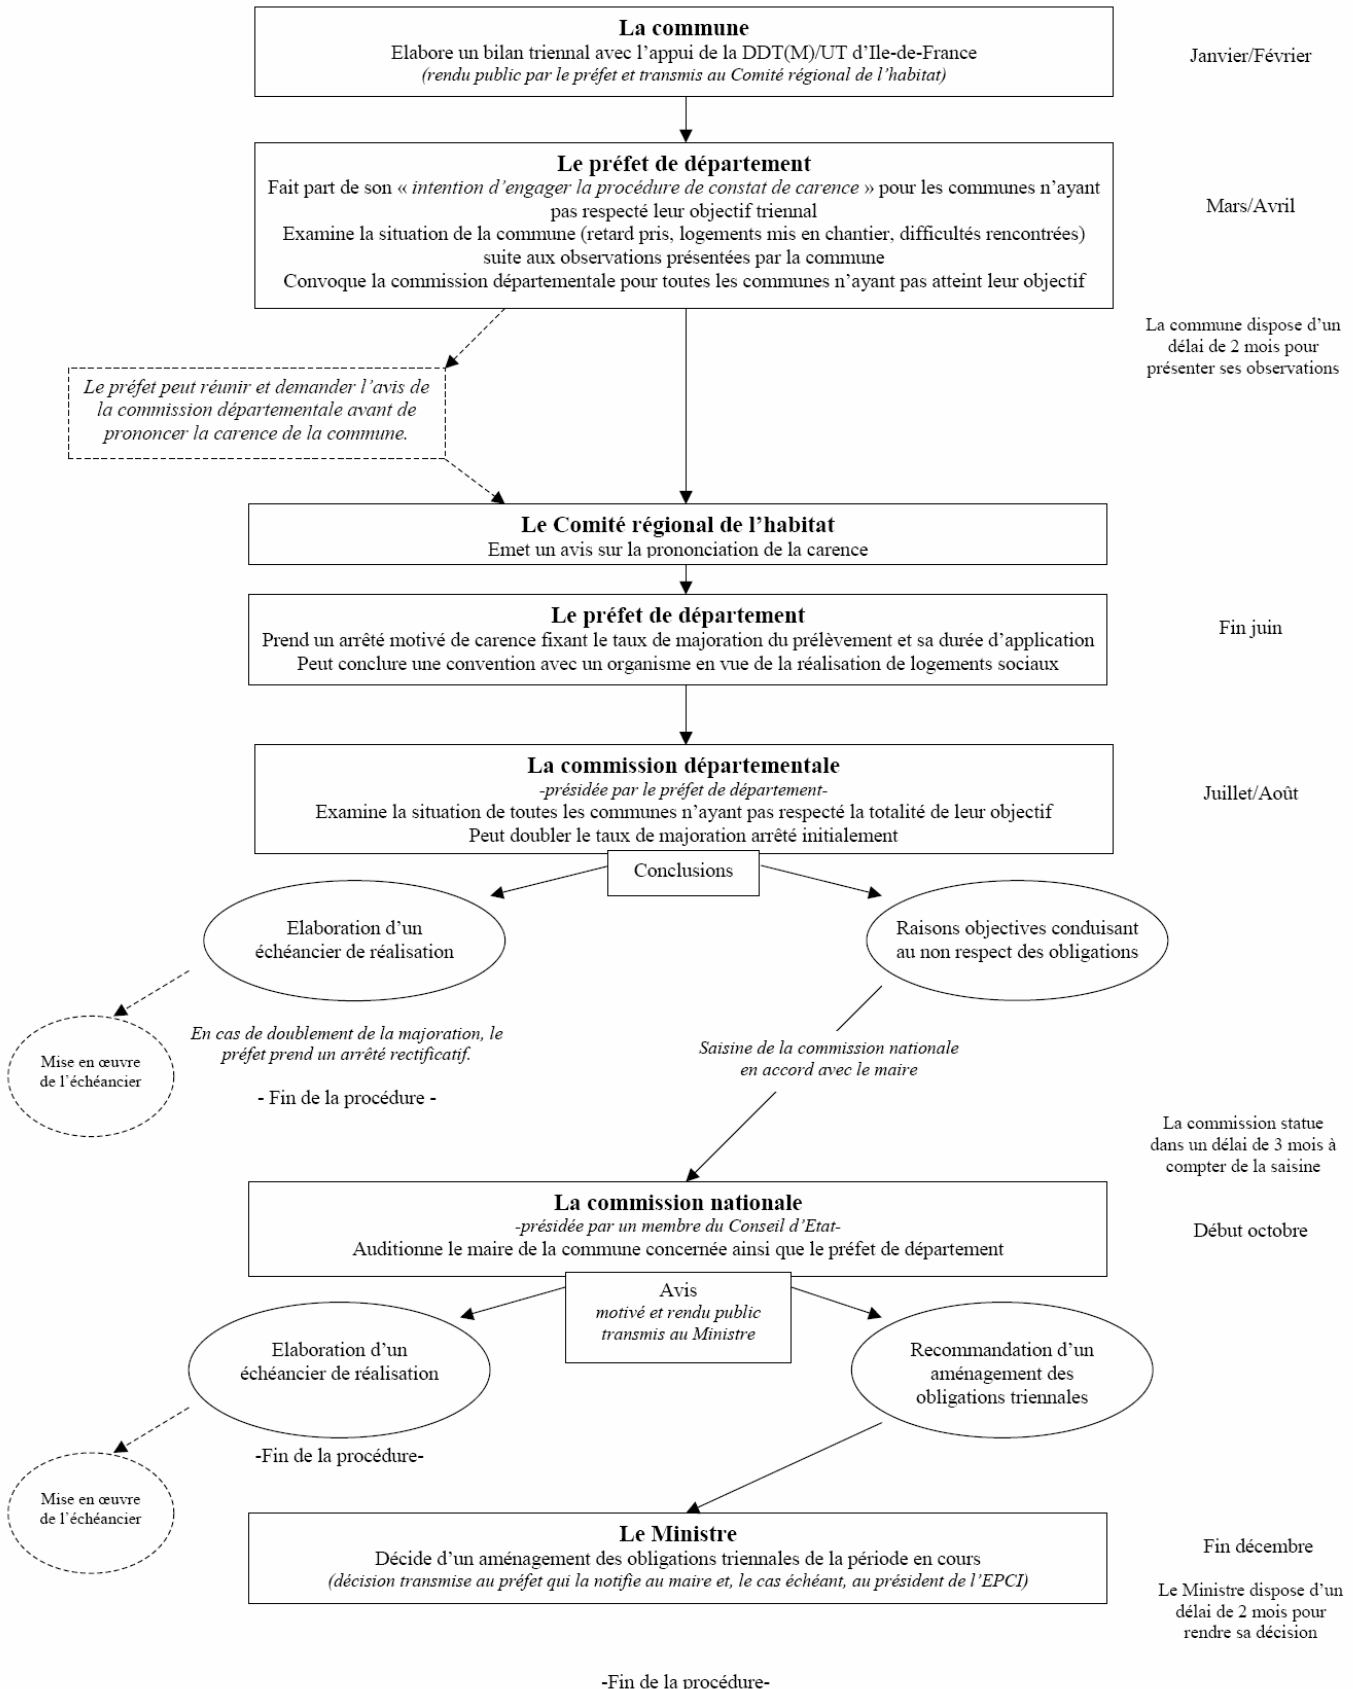 La commune
Elabore un bilan triennal avec l'appui de la DDT(M)/UT d'Ile-de-France
(rendu public par le préfet et transmis au Comité régional de l'habitat)
Janvier/Février
Le préfet de département
Fait part de son « intention d'engager la procédure de constat de carence » pour les communes n'ayant
pas respecté leur objectif triennal
Examine la situation de la commune (retard pris, logements mis en chantier, difficultés rencontrées)
suite aux observations présentées par la commune
Convoque la commission départementale pour toutes les communes n'ayant pas atteint leur objectif
Mars/Avril
La commune dispose d'un
délai de 2 mois pour
présenter ses observations
Le préfet peut réunir et demander l'avis de
la commission départementale avant de
prononcer la carence de la commune.
Le Comité régional de l'habitat
Emet un avis sur la prononciation de la carence
Le préfet de département
Prend un arrêté motivé de carence fixant le taux de majoration du prélèvement et sa durée d'application
Peut conclure une convention avec un organisme en vue de la réalisation de logements sociaux
Fin juin
La commission départementale
-présidée par le préfet de département-
Examine la situation de toutes les communes n'ayant pas respecté la totalité de leur objectif
Peut doubler le taux de majoration arrêté initialement
Juillet/Août
Conclusions
Elaboration d'un
échéancier de réalisation
Raisons objectives conduisant
au non respect des obligations
Mise en œuvre
de l'échéancier
En cas de doublement de la majoration, le
préfet prend un arrêté rectificatif.
- Fin de la procédure -
Saisine de la commission nationale
en accord avec le maire
La commission statue
dans un délai de 3 mois à
compter de la saisine
La commission nationale
-présidée par un membre du Conseil d'Etat-
Auditionne le maire de la commune concernée ainsi que le préfet de département
Début octobre
Avis
motivé et rendu public
transmis au Ministre
Elaboration d'un
échéancier de réalisation
Recommandation d'un
aménagement des
obligations triennales
-Fin de la procédure-
Mise en œuvre
de l'échéancier
Le Ministre
Décide d'un aménagement des obligations triennales de la période en cours
(décision transmise au préfet qui la notifie au maire et, le cas échéant, au président de l'EPCI)
Fin décembre
Le Ministre dispose d'un
délai de 2 mois pour
rendre sa décision
-Fin de la procédure-